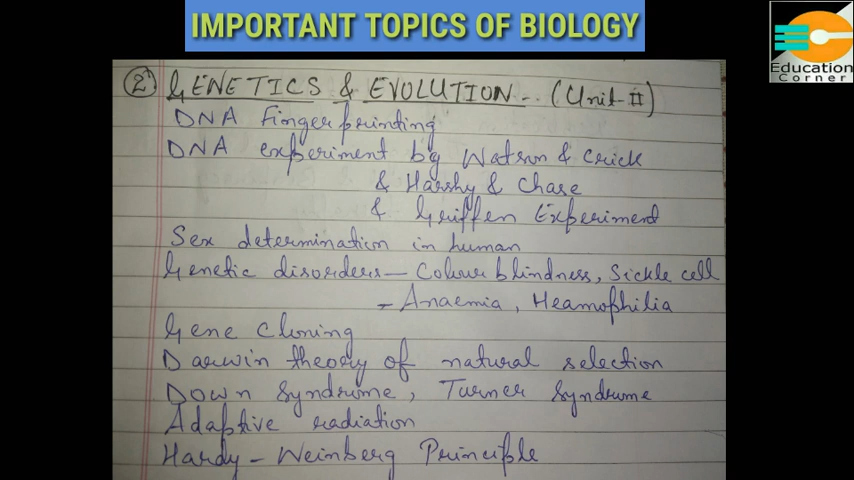 IMPORTANT TOPICS OF BIOLOGY
Education
Corner
2 GENETICS & EVOLUTION.. (Unit II)
DNA Fingerprinting
DNA experiment by Watson & Crick
& Harshy & Chase
& Griffen Experiment
Sex determination in human
Genetic disorders - Colour blindness, Sickle cell
- Anaemia, Heamophilia
Gene Cloning
Darwin theory of natural selection
Down Syndrome, Turner Syndrome
Adaptive radiation
Hardy - Weinberg Principle